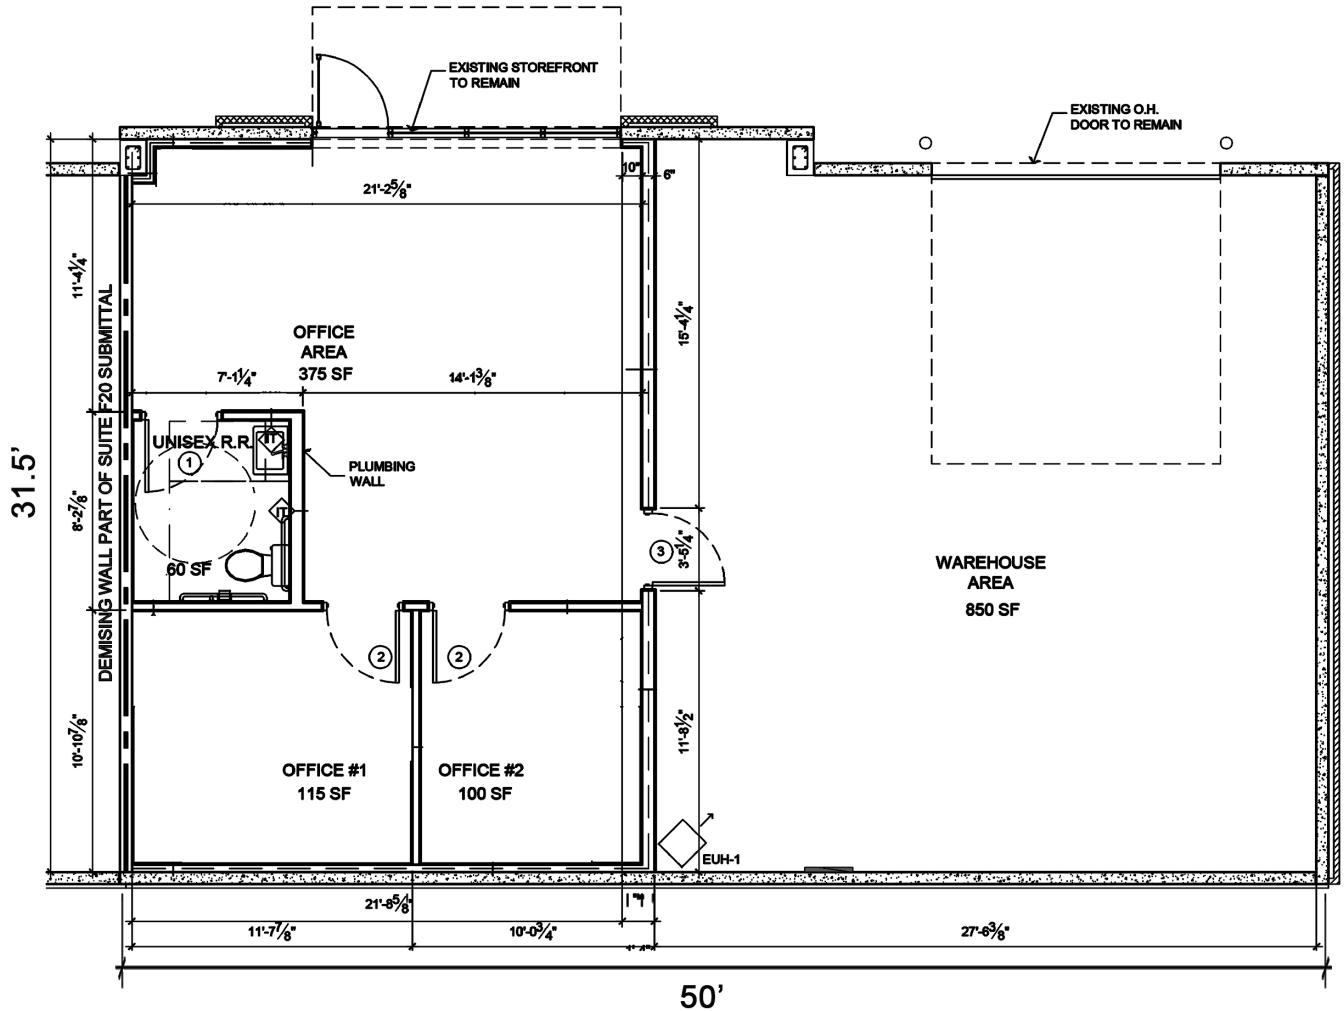 EXISTING STOREFRONT
TO REMAIN
EXISTING O.H.
DOOR TO REMAIN
10"
6"
21'-2⅝"
11'-4¼"
15'-4¼"
OFFICE
AREA
375 SF
7'-1¼"
14'-1⅜"
DEMISING WALL PART OF SUITE F20 SUBMITTAL
31.5'
UNISEX R.R.
IT
1
PLUMBING
WALL
8'-2⅞"
IT
60 SF
3
3'-5¼"
WAREHOUSE
AREA
850 SF
2
2
10'-10⅞"
11'-8½"
OFFICE #1
115 SF
OFFICE #2
100 SF
EUH-1
21'-8⅝"
11'-7⅞"
10'-0¾"
27'-6⅜"
50'